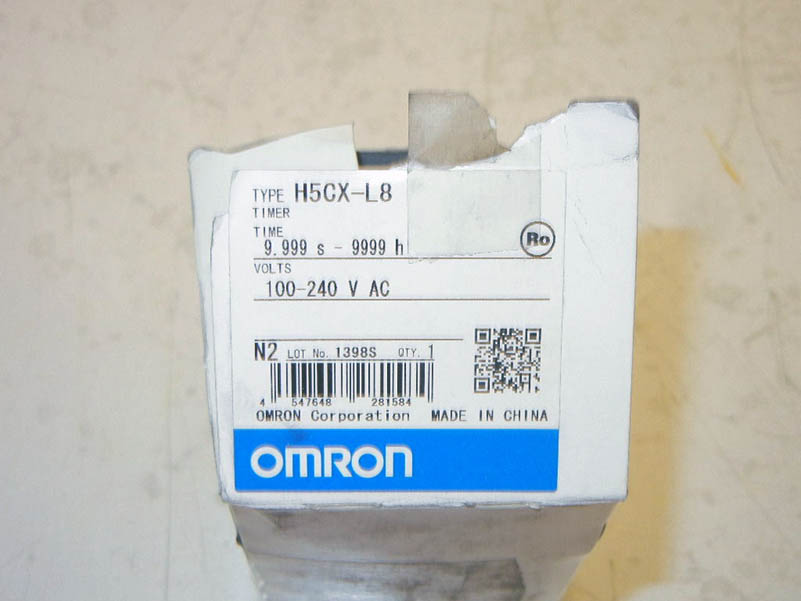 TYPE H5CX-L8
TIMER
TIME
9.999 s - 9999 h
Ro
VOLTS
100-240 V AC
N2 LOT No. 1398S QTY. 1
4 547648 281584
OMRON Corporation MADE IN CHINA
OMRON